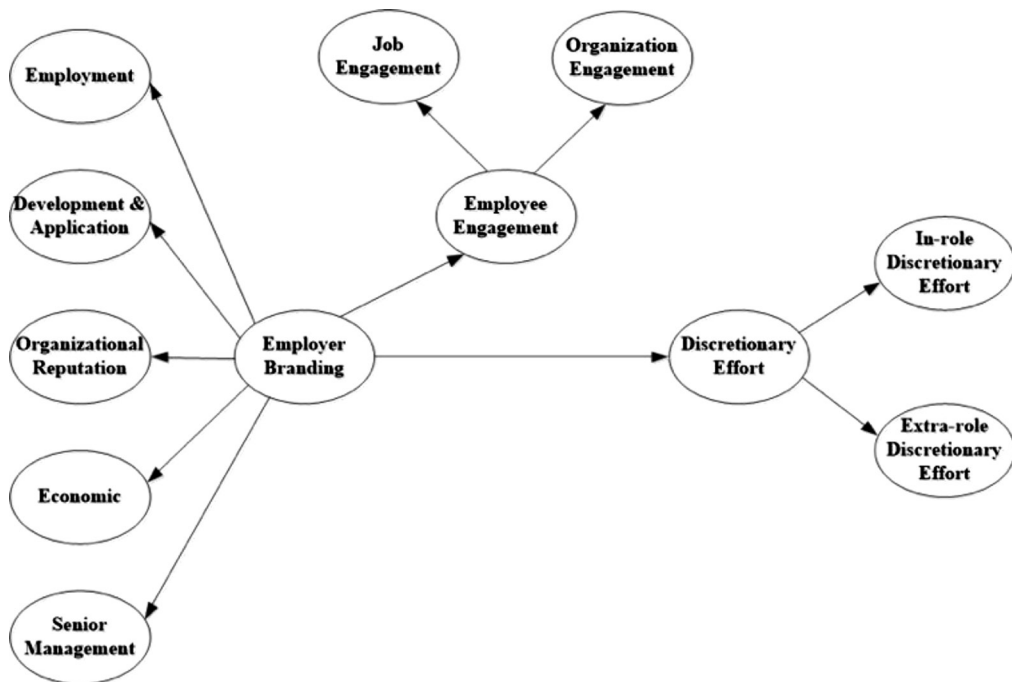 Employment
Job
Engagement
Organization
Engagement
Development &
Application
Employee
Engagement
In-role
Discretionary
Effort
Organizational
Reputation
Employer
Branding
Discretionary
Effort
Extra-role
Discretionary
Effort
Economic
Senior
Management